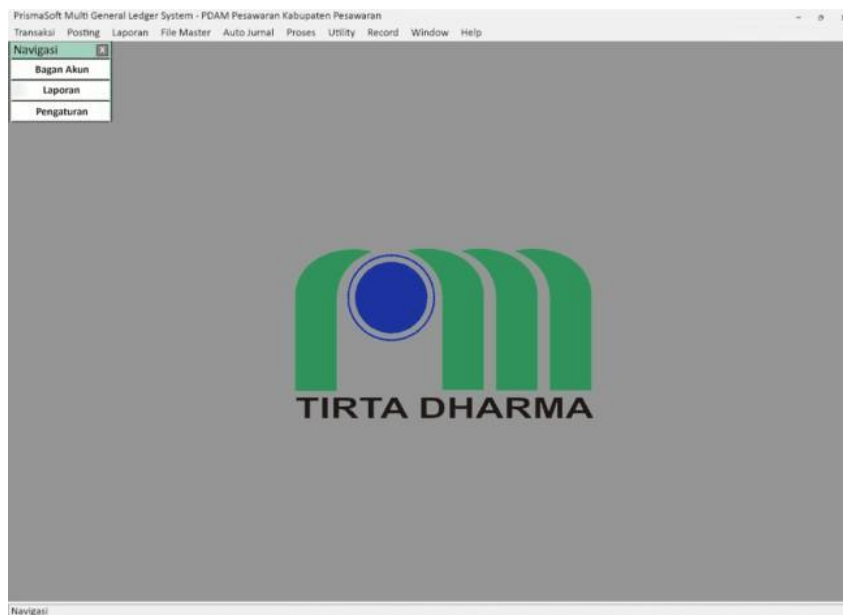 PrismaSoft Multi General Ledger System - PDAM Pesawaran Kabupaten Pesawaran
Transaksi Posting Laporan File Master Auto Jurnal Proses Utility Record Window Help
Navigasi
Bagan Akun
Laporan
Pengaturan
TIRTA DHARMA
Navigasi